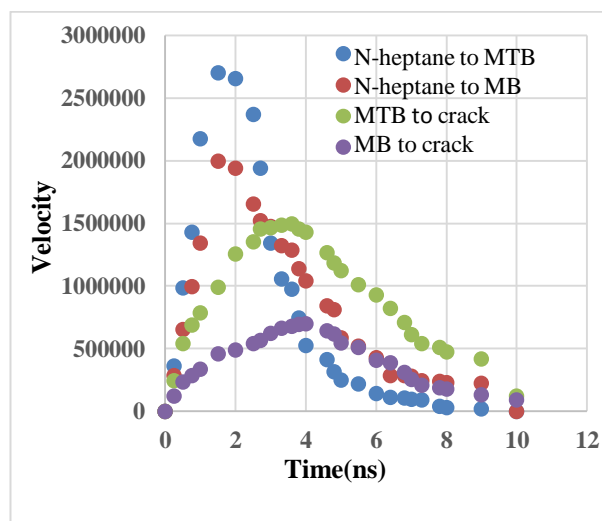 3000000
2500000
2000000
1500000
1000000
500000
0
Velocity
N-heptane to MTB
N-heptane to MB
MTB to crack
MB to crack
0 2 4 6 8 10 12
Time(ns)